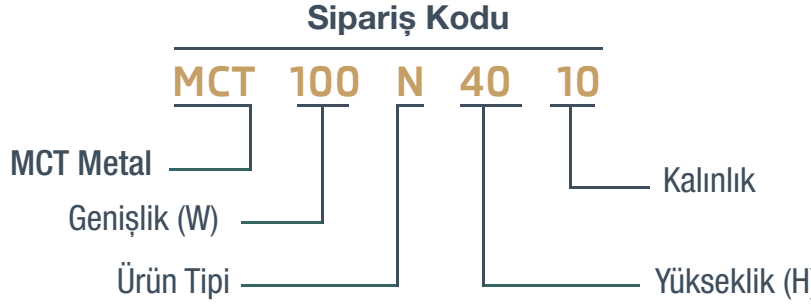 Sipariş Kodu
MCT 100 N 40 10
MCT Metal
Kalınlık
Genişlik (W)
Ürün Tipi
Yükseklik (H)